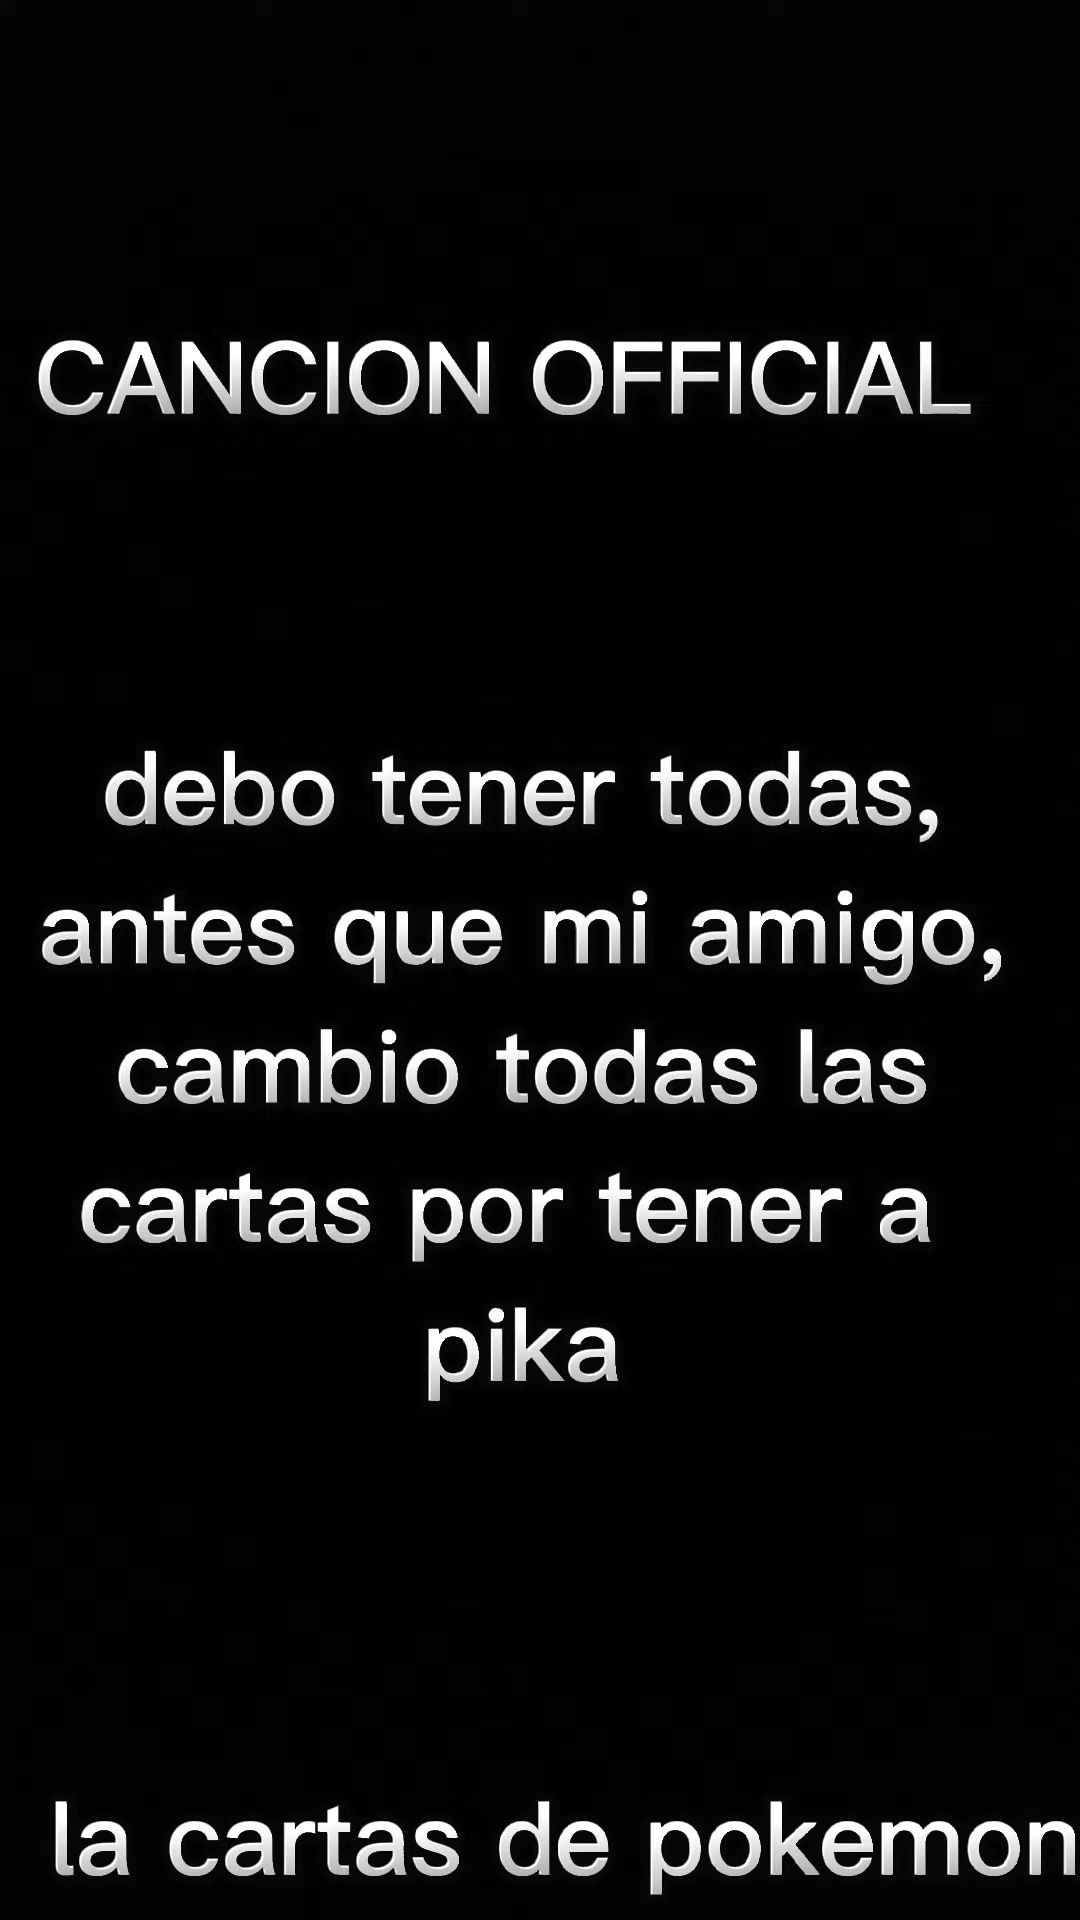 CANCION OFFICIAL
debo tener todas,
antes que mi amigo,
cambio todas las
cartas por tener a
pika
la cartas de pokemon